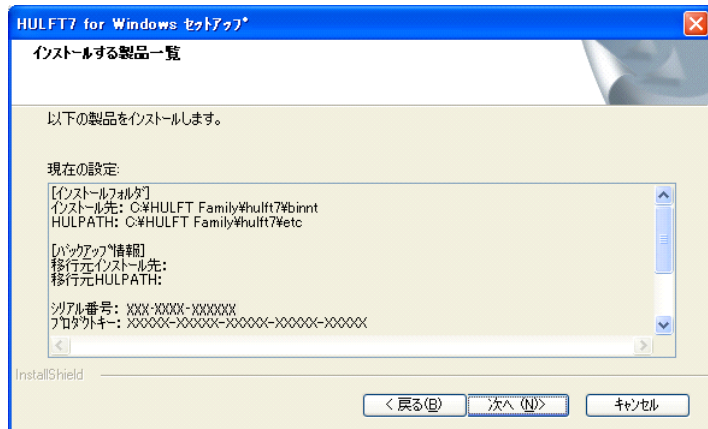 HULFT7 for Windows セットアップ
インストールする製品一覧
以下の製品をインストールします。
現在の設定:
[インストールフォルダ]
インストール先: C:¥HULFT Family¥hulft7¥binnt
HULPATH: C:¥HULFT Family¥hulft7¥etc
[バックアップ情報]
移行元インストール先:
移行元HULPATH:
シリアル番号: XXX-XXXX-XXXXXX
プロダクトキー: XXXXX-XXXXX-XXXXX-XXXXX-XXXXX
InstallShield
< 戻る(B) 次へ (N)> キャンセル